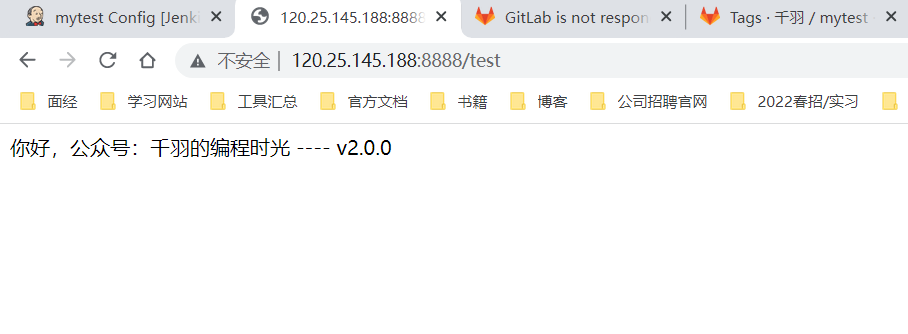 mytest Config [Jenki
120.25.145.188:8888
GitLab is not respon
Tags · 千羽 / mytest
不安全 | 120.25.145.188:8888/test
面经 学习网站 工具汇总 官方文档 书籍 博客 公司招聘官网 2022春招/实习
你好，公众号：千羽的编程时光 ---- v2.0.0